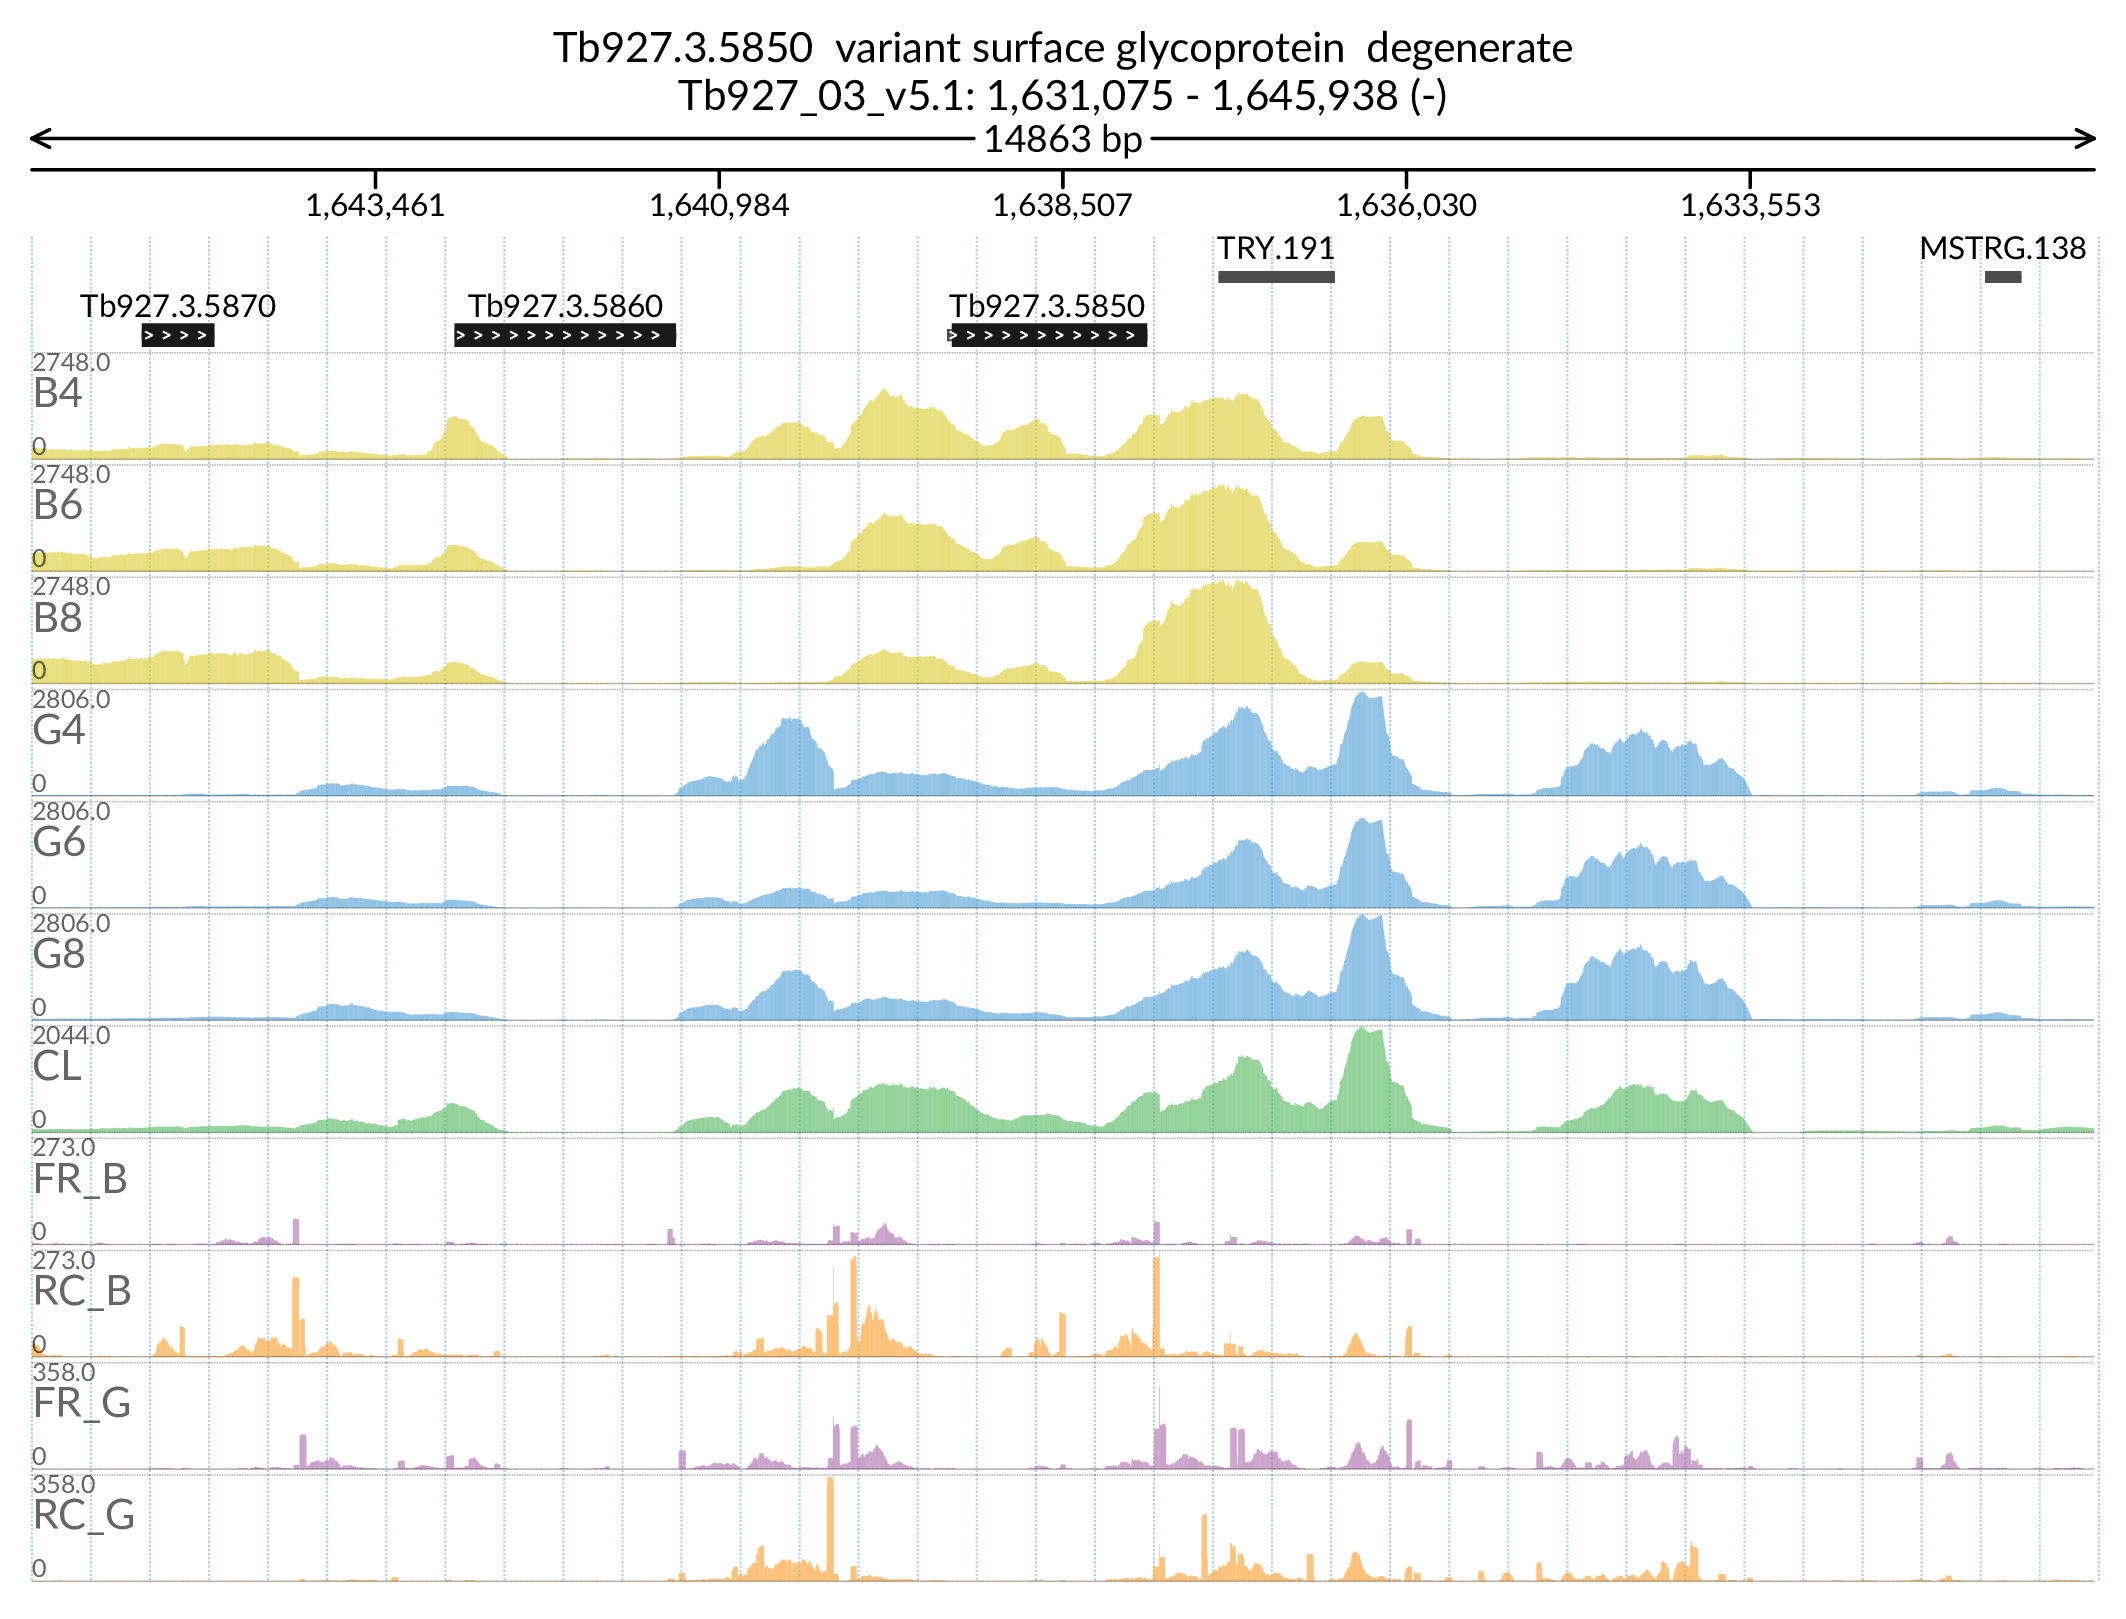 Tb927.3.5850  variant surface glycoprotein  degenerate
Tb927_03_v5.1: 1,631,075 - 1,645,938 (-)
14863 bp
1,643,461 1,640,984 1,638,507 1,636,030 1,633,553
TRY.191 MSTRG.138
Tb927.3.5870 Tb927.3.5860 Tb927.3.5850
2748.0
B4
0
2748.0
B6
0
2748.0
B8
0
2806.0
G4
0
2806.0
G6
0
2806.0
G8
0
2044.0
CL
0
273.0
FR_B
0
273.0
RC_B
0
358.0
FR_G
0
358.0
RC_G
0